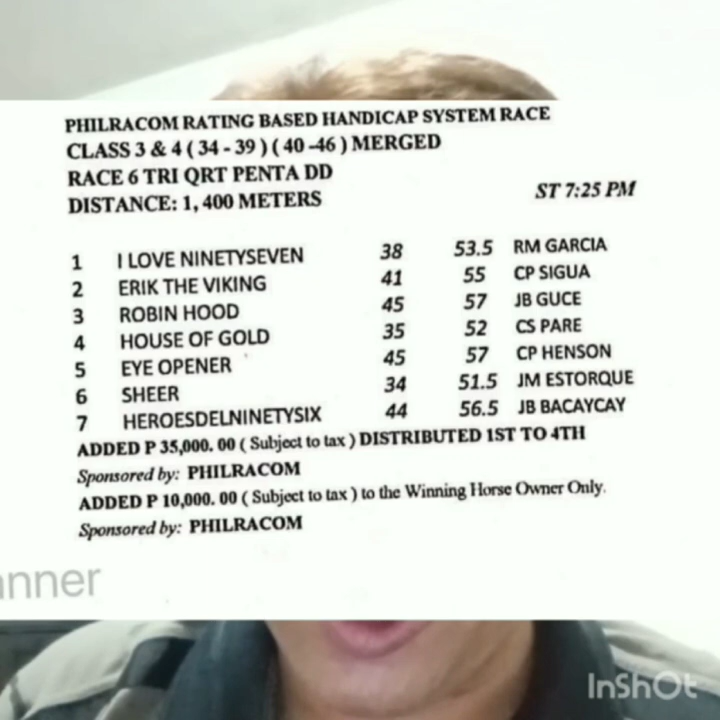 PHILRACOM RATING BASED HANDICAP SYSTEM RACE
CLASS 3 & 4 ( 34 - 39 ) ( 40 -46 ) MERGED
RACE 6 TRI QRT PENTA DD
DISTANCE: 1, 400 METERS ST 7:25 PM
1 I LOVE NINETYSEVEN 38 53.5 RM GARCIA
2 ERIK THE VIKING 41 55 CP SIGUA
3 ROBIN HOOD 45 57 JB GUCE
4 HOUSE OF GOLD 35 52 CS PARE
5 EYE OPENER 45 57 CP HENSON
6 SHEER 34 51.5 JM ESTORQUE
7 HEROESDELNINETYSIX 44 56.5 JB BACAYCAY
ADDED P 35,000. 00 ( Subject to tax ) DISTRIBUTED 1ST TO 4TH
Sponsored by: PHILRACOM
ADDED P 10,000. 00 ( Subject to tax ) to the Winning Horse Owner Only.
Sponsored by: PHILRACOM
nner
InShOt